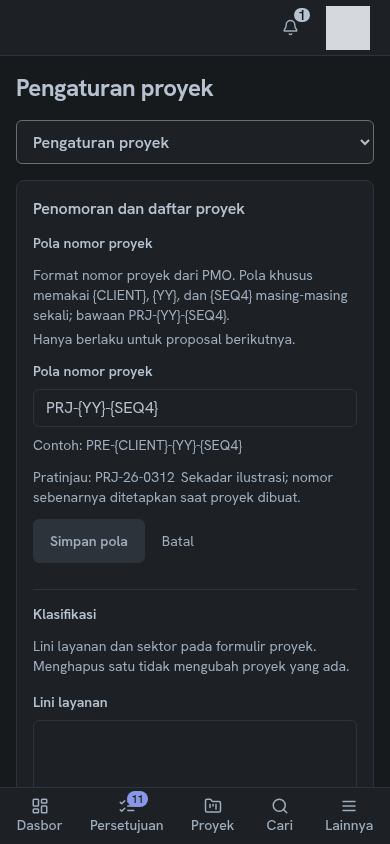 1
Pengaturan proyek
Pengaturan proyek
Penomoran dan daftar proyek
Pola nomor proyek
Format nomor proyek dari PMO. Pola khusus
memakai {CLIENT}, {YY}, dan {SEQ4} masing-masing
sekali; bawaan PRJ-{YY}-{SEQ4}.
Hanya berlaku untuk proposal berikutnya.
Pola nomor proyek
PRJ-{YY}-{SEQ4}
Contoh: PRE-{CLIENT}-{YY}-{SEQ4}
Pratinjau: PRJ-26-0312 Sekadar ilustrasi; nomor
sebenarnya ditetapkan saat proyek dibuat.
Simpan pola Batal
Klasifikasi
Lini layanan dan sektor pada formulir proyek.
Menghapus satu tidak mengubah proyek yang ada.
Lini layanan
11
Dasbor Persetujuan Proyek Cari Lainnya